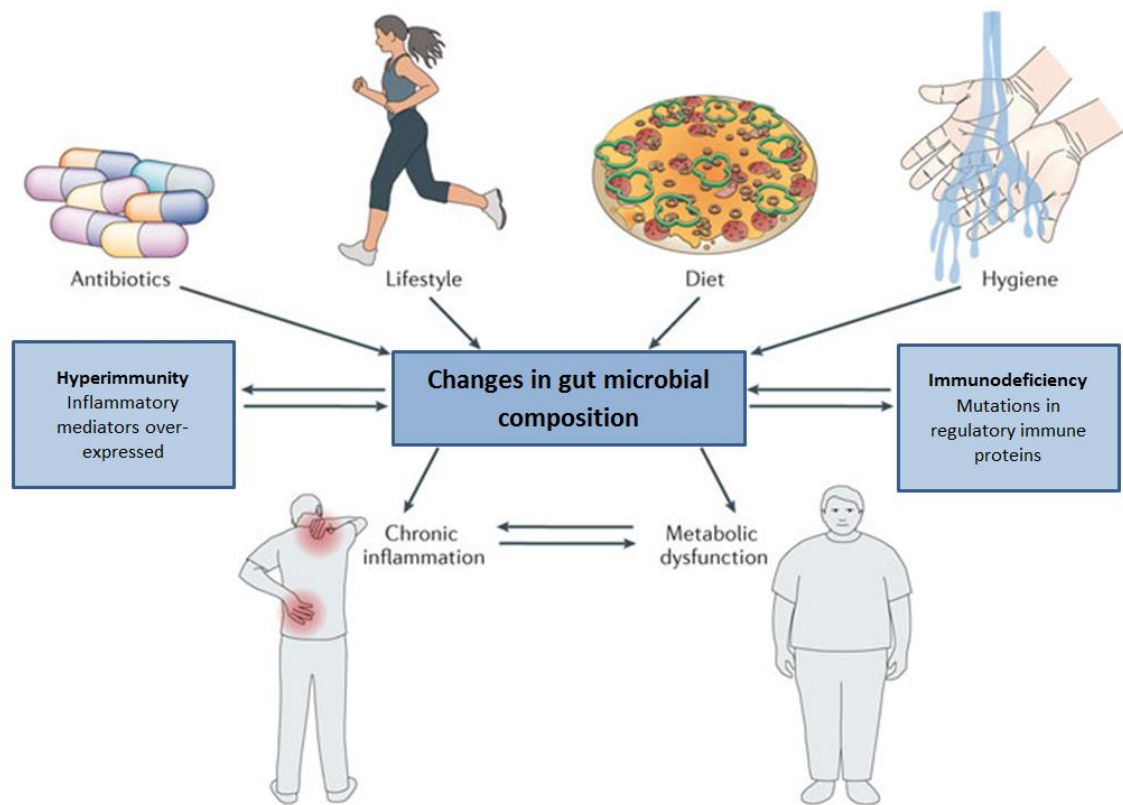 Antibiotics
Lifestyle
Diet
Hygiene
Hyperimmunity
Inflammatory
mediators over-
expressed
Changes in gut microbial
composition
Immunodeficiency
Mutations in
regulatory immune
proteins
Chronic
inflammation
Metabolic
dysfunction